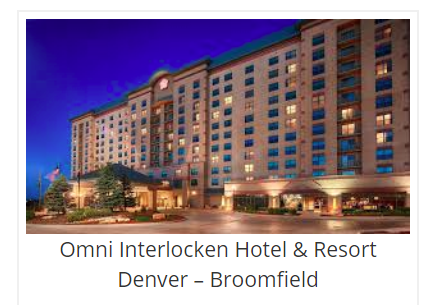 Omni Interlocken Hotel & Resort
Denver – Broomfield